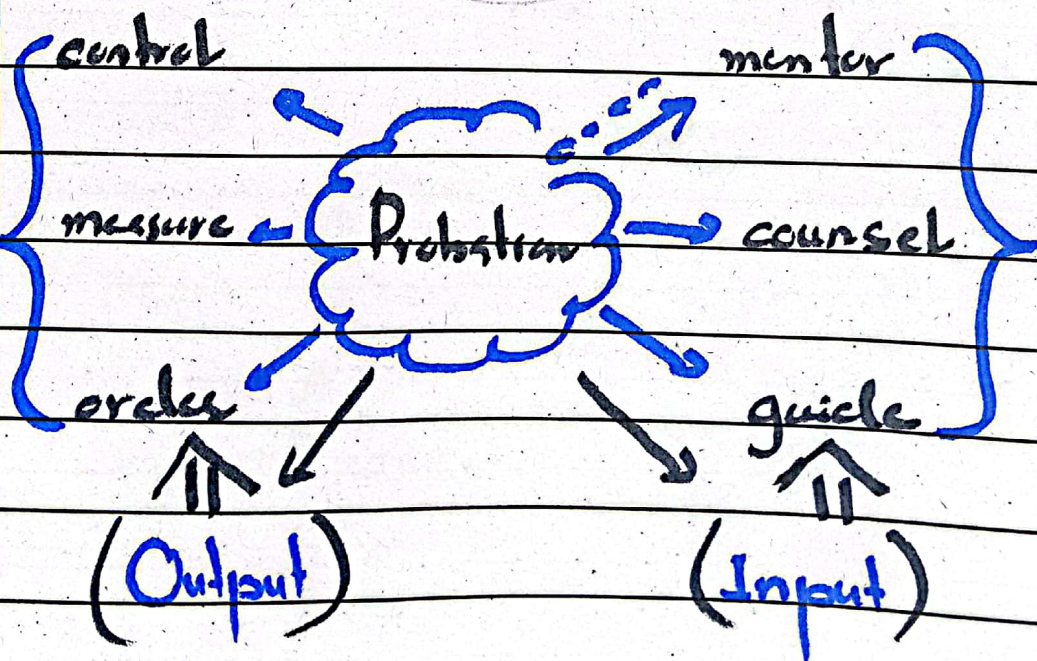 control mentor
measure Probation counsel
order guide
(Output) (Input)